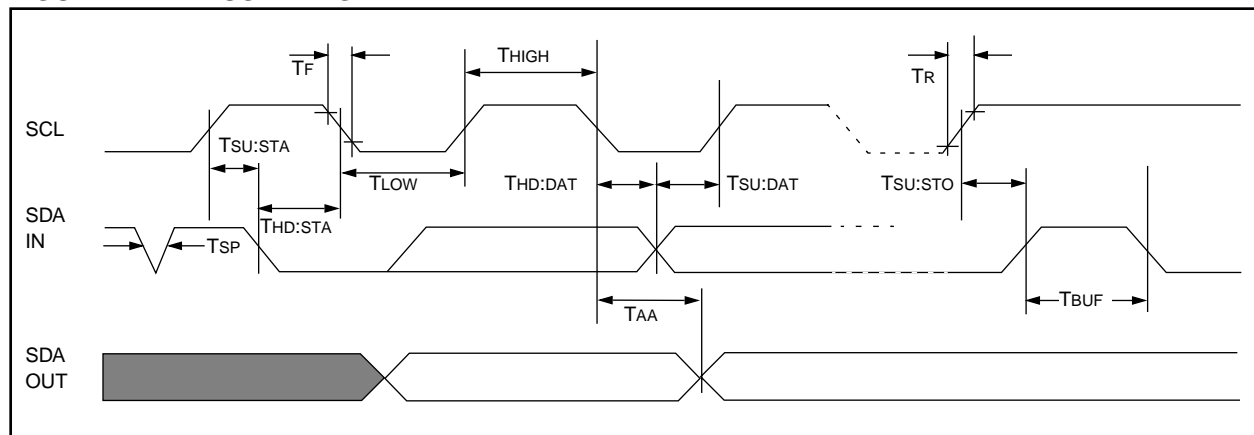 TF
THIGH
TR
SCL
TSU:STA
TLOW
THD:DAT
TSU:DAT
TSU:STO
SDA
IN
THD:STA
TSP
TAA
TBUF
SDA
OUT